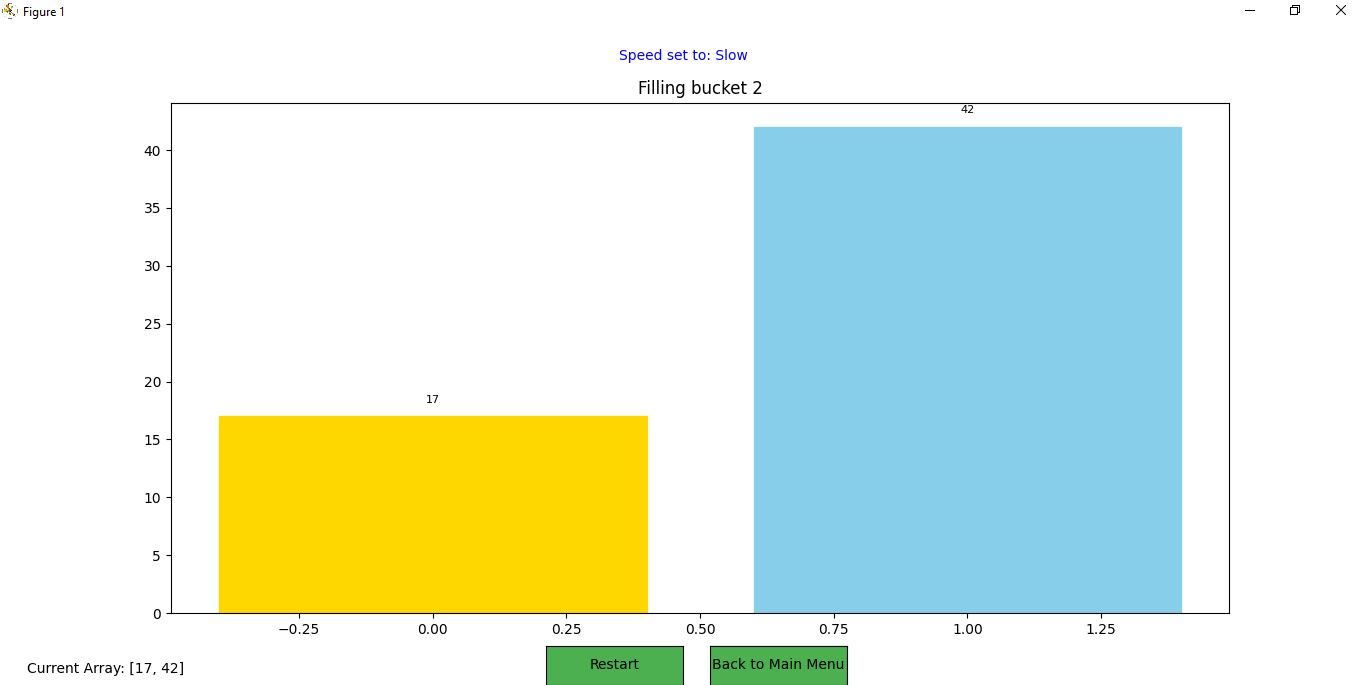 Figure 1
Speed set to: Slow
Filling bucket 2
42
40
35
30
25
20
17
15
10
5
0
−0.25 0.00 0.25 0.50 0.75 1.00 1.25
Restart Back to Main Menu
Current Array: [17, 42]